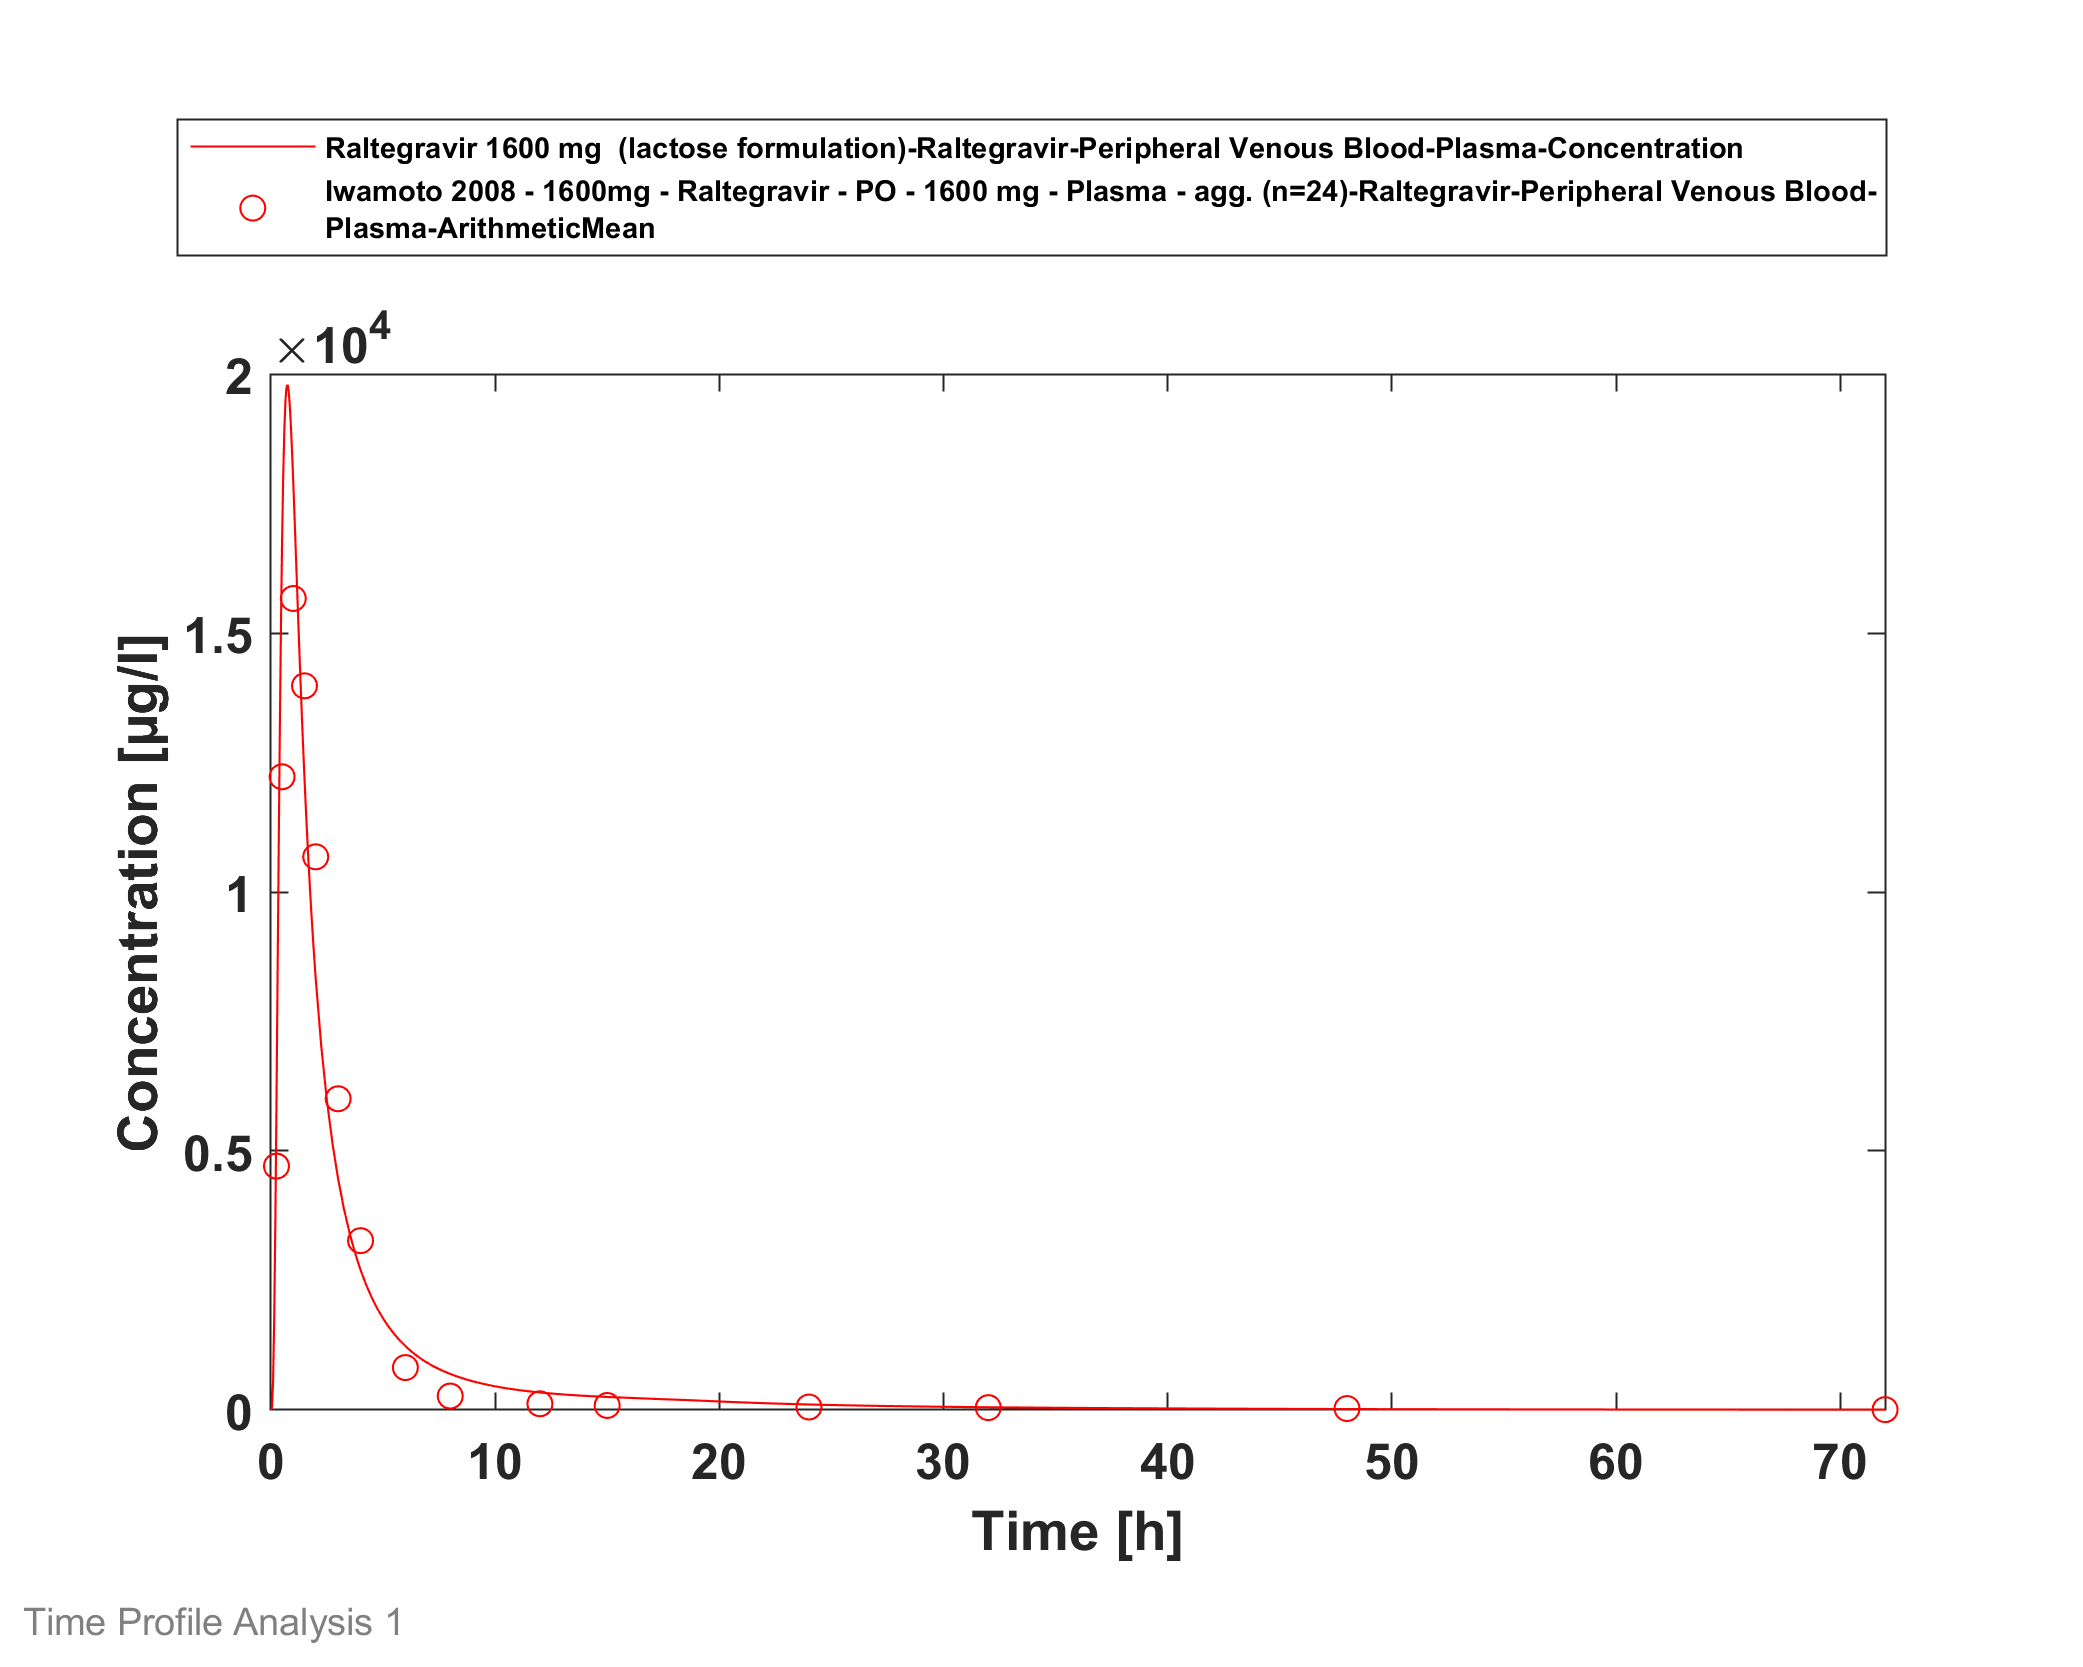 Raltegravir 1600 mg  (lactose formulation)-Raltegravir-Peripheral Venous Blood-Plasma-Concentration
Iwamoto 2008 - 1600mg - Raltegravir - PO - 1600 mg - Plasma - agg. (n=24)-Raltegravir-Peripheral Venous Blood-
Plasma-ArithmeticMean
×10⁴
2
1.5
1
0.5
0
Concentration [µg/l]
0 10 20 30 40 50 60 70
Time [h]
Time Profile Analysis 1